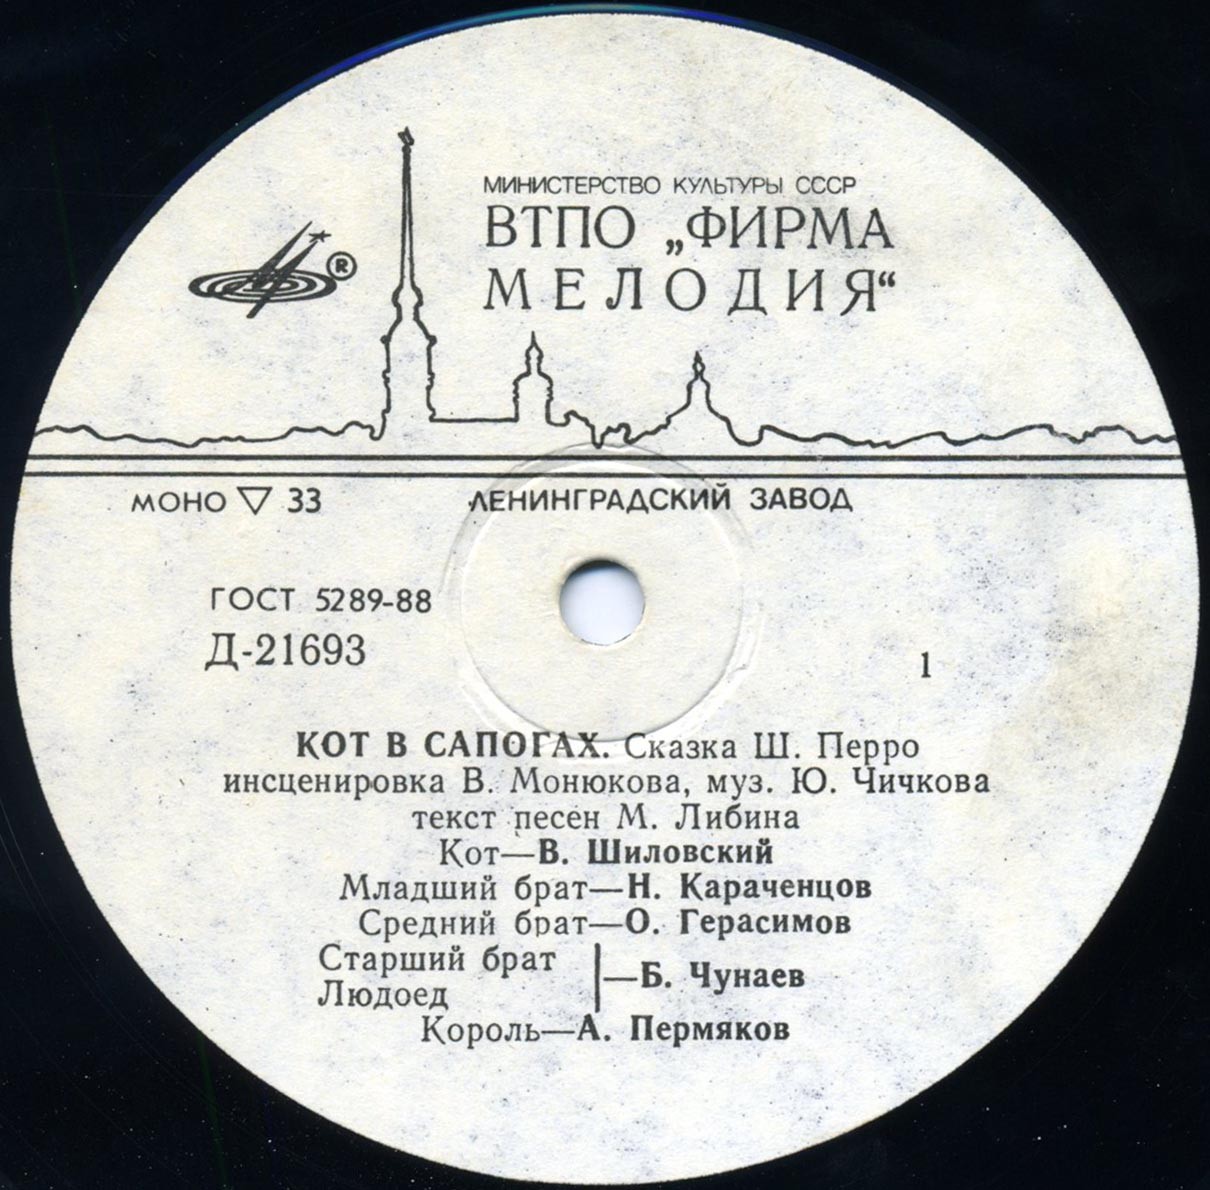 МИНИСТЕРСТВО КУЛЬТУРЫ СССР
ВТПО „ФИРМА
МЕЛОДИЯ“
®
МОНО ▽ 33 ЛЕНИНГРАДСКИЙ ЗАВОД
ГОСТ 5289-88
Д-21693
1
КОТ В САПОГАХ. Сказка Ш. Перро
инсценировка В. Монюкова, муз. Ю. Чичкова
текст песен М. Либина
Кот—В. Шиловский
Младший брат—Н. Караченцов
Средний брат—О. Герасимов
Старший брат
Людоед —Б. Чунаев
Король—А. Пермяков